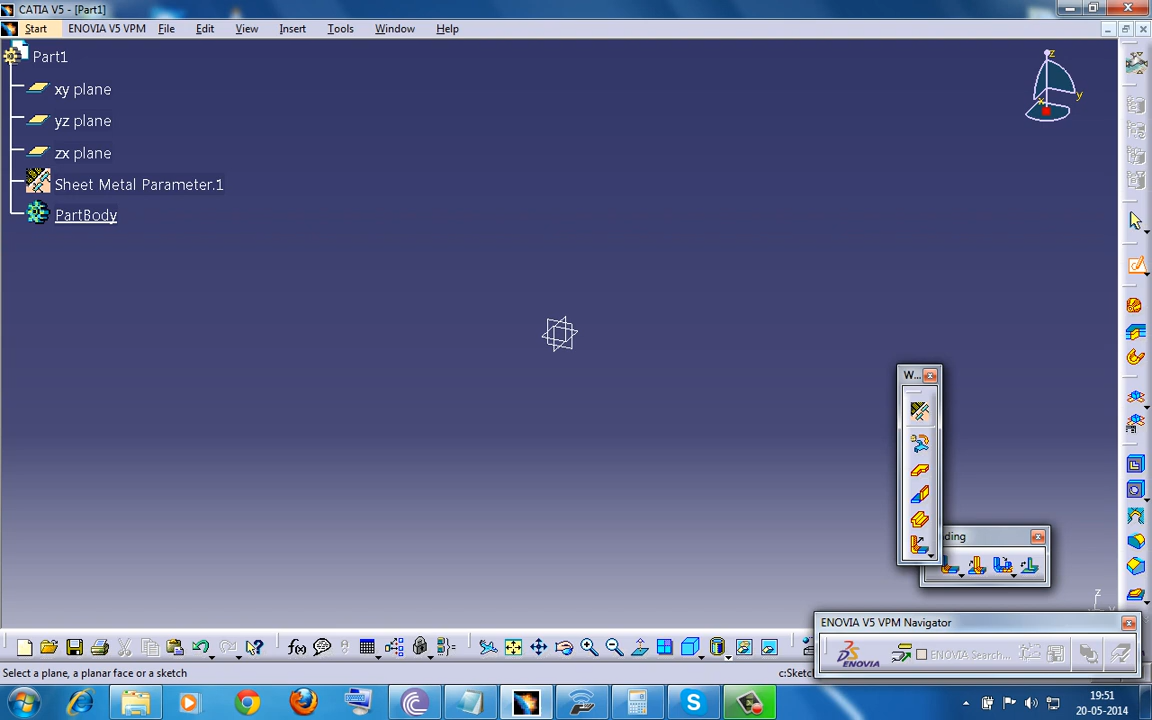 CATIA V5 - [Part1]
Start ENOVIA V5 VPM File Edit View Insert Tools Window Help
Part1
xy plane
yz plane
zx plane
Sheet Metal Parameter.1
PartBody
z
y
x
W...
ding
z
ENOVIA V5 VPM Navigator
f(x)
ENOVIA
ENOVIA Search...
Select a plane, a planar face or a sketch
c:Sketc
19:51
20-05-2014